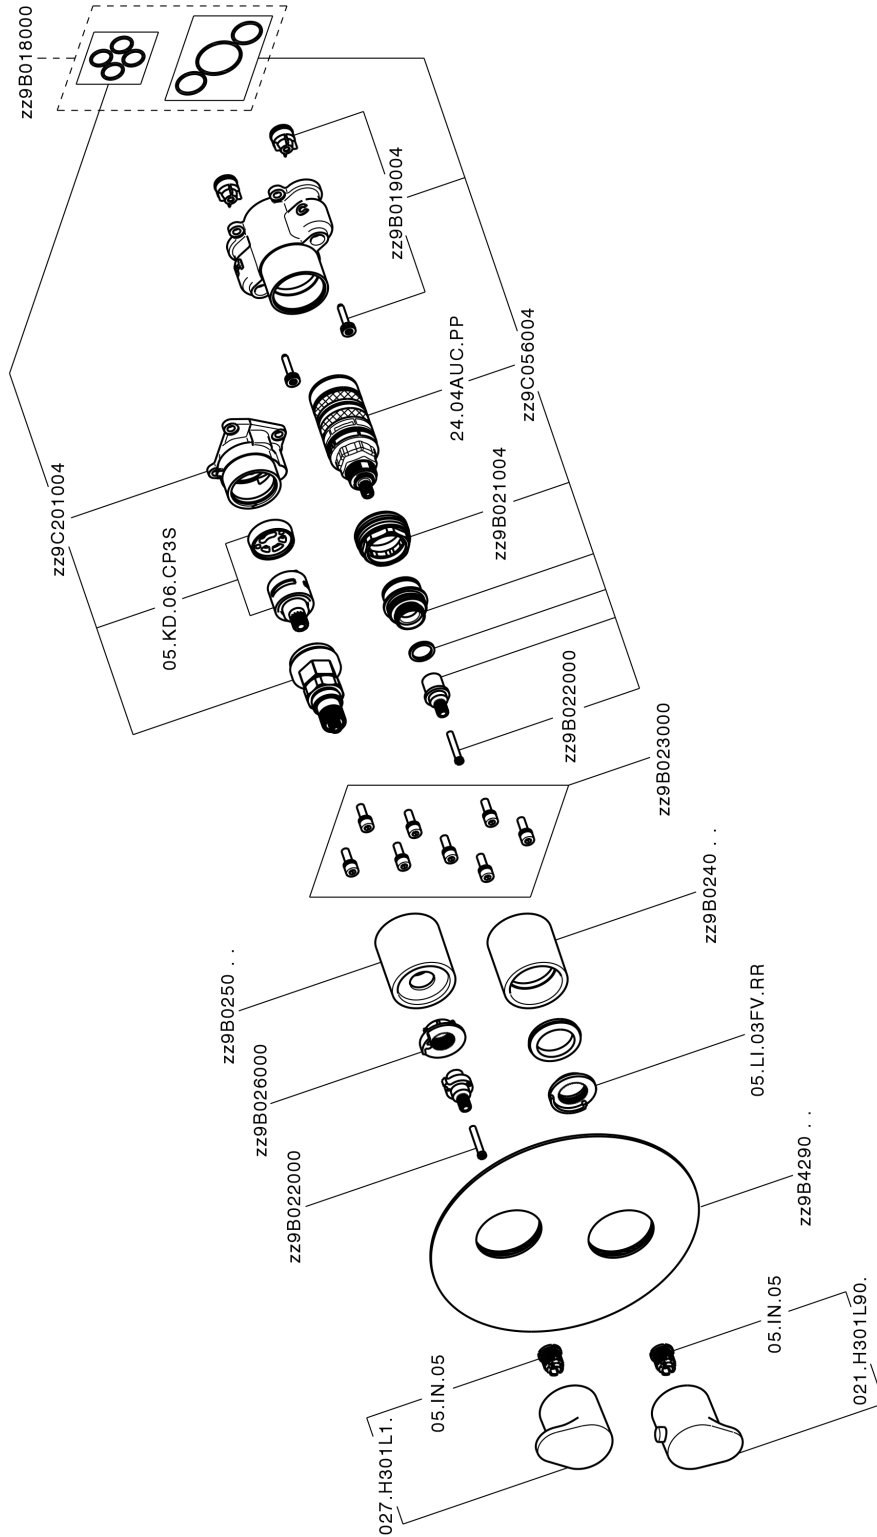 zz9B018000
zz9B019004
24.04AUC.PP
zz9C056004
zz9C201004
05.KD.06.CP3S
zz9B021004
zz9B022000
zz9B023000
zz9B0240 . .
zz9B0250 . .
zz9B026000
05.LI.03FV.RR
zz9B022000
zz9B4290 . .
05.IN.05
021.H301L90.
05.IN.05
027.H301L1.